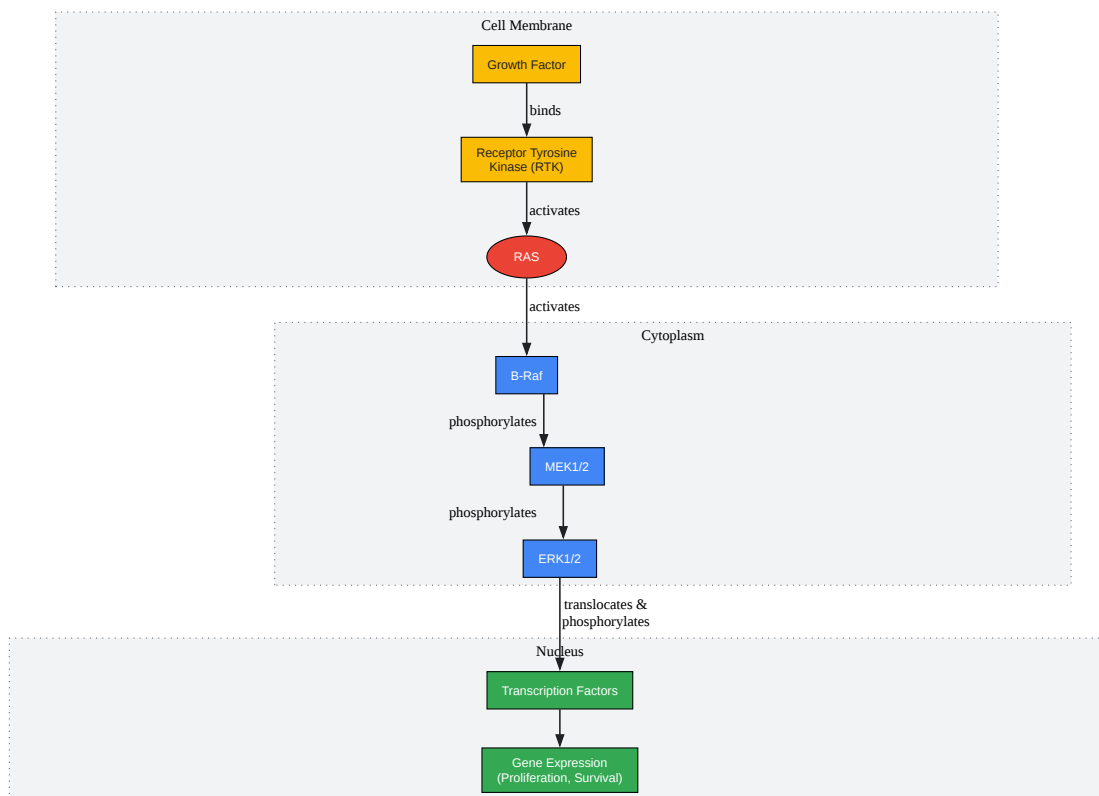 Cell Membrane
Growth Factor
binds
Receptor Tyrosine
Kinase (RTK)
activates
RAS
activates
Cytoplasm
B-Raf
phosphorylates
MEK1/2
phosphorylates
ERK1/2
translocates &
phosphorylates
Nucleus
Transcription Factors
Gene Expression
(Proliferation, Survival)